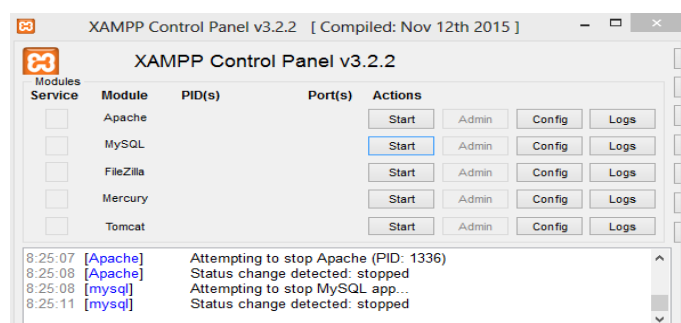 XAMPP Control Panel v3.2.2 [ Compiled: Nov 12th 2015 ]
XAMPP Control Panel v3.2.2
Modules
Service Module PID(s) Port(s) Actions
Apache Start Admin Config Logs
MySQL Start Admin Config Logs
FileZilla Start Admin Config Logs
Mercury Start Admin Config Logs
Tomcat Start Admin Config Logs
8:25:07 [Apache] Attempting to stop Apache (PID: 1336)
8:25:08 [Apache] Status change detected: stopped
8:25:08 [mysql] Attempting to stop MySQL app...
8:25:11 [mysql] Status change detected: stopped